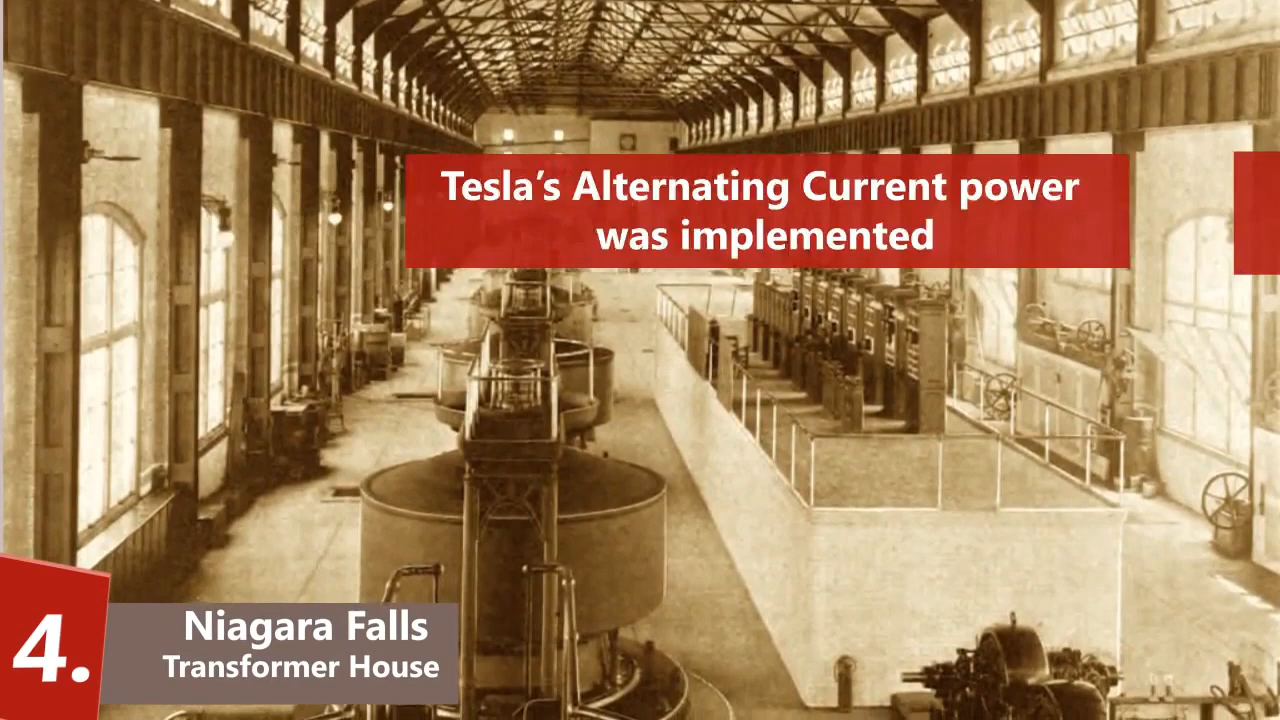 Tesla’s Alternating Current power
was implemented
4.
Niagara Falls
Transformer House